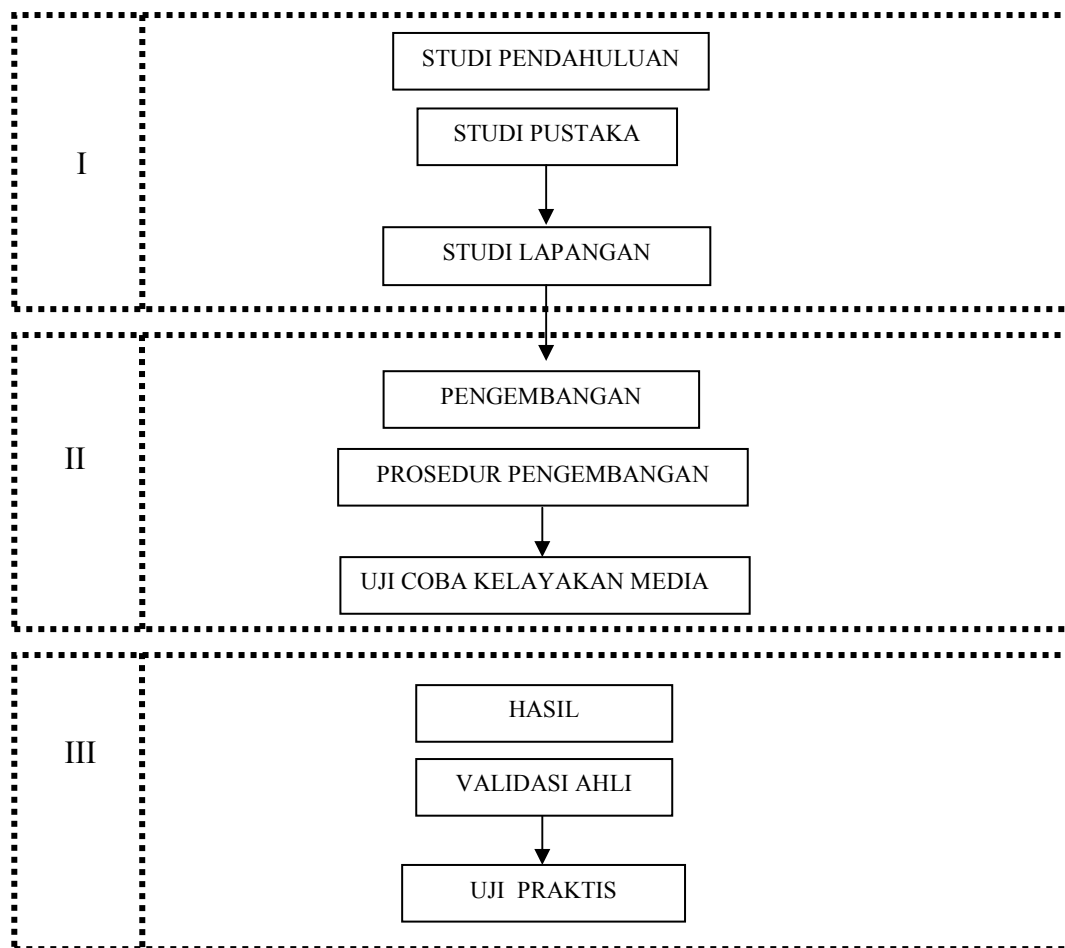 STUDI PENDAHULUAN
STUDI PUSTAKA
I
STUDI LAPANGAN
PENGEMBANGAN
II
PROSEDUR PENGEMBANGAN
UJI COBA KELAYAKAN MEDIA
HASIL
III
VALIDASI AHLI
UJI PRAKTIS